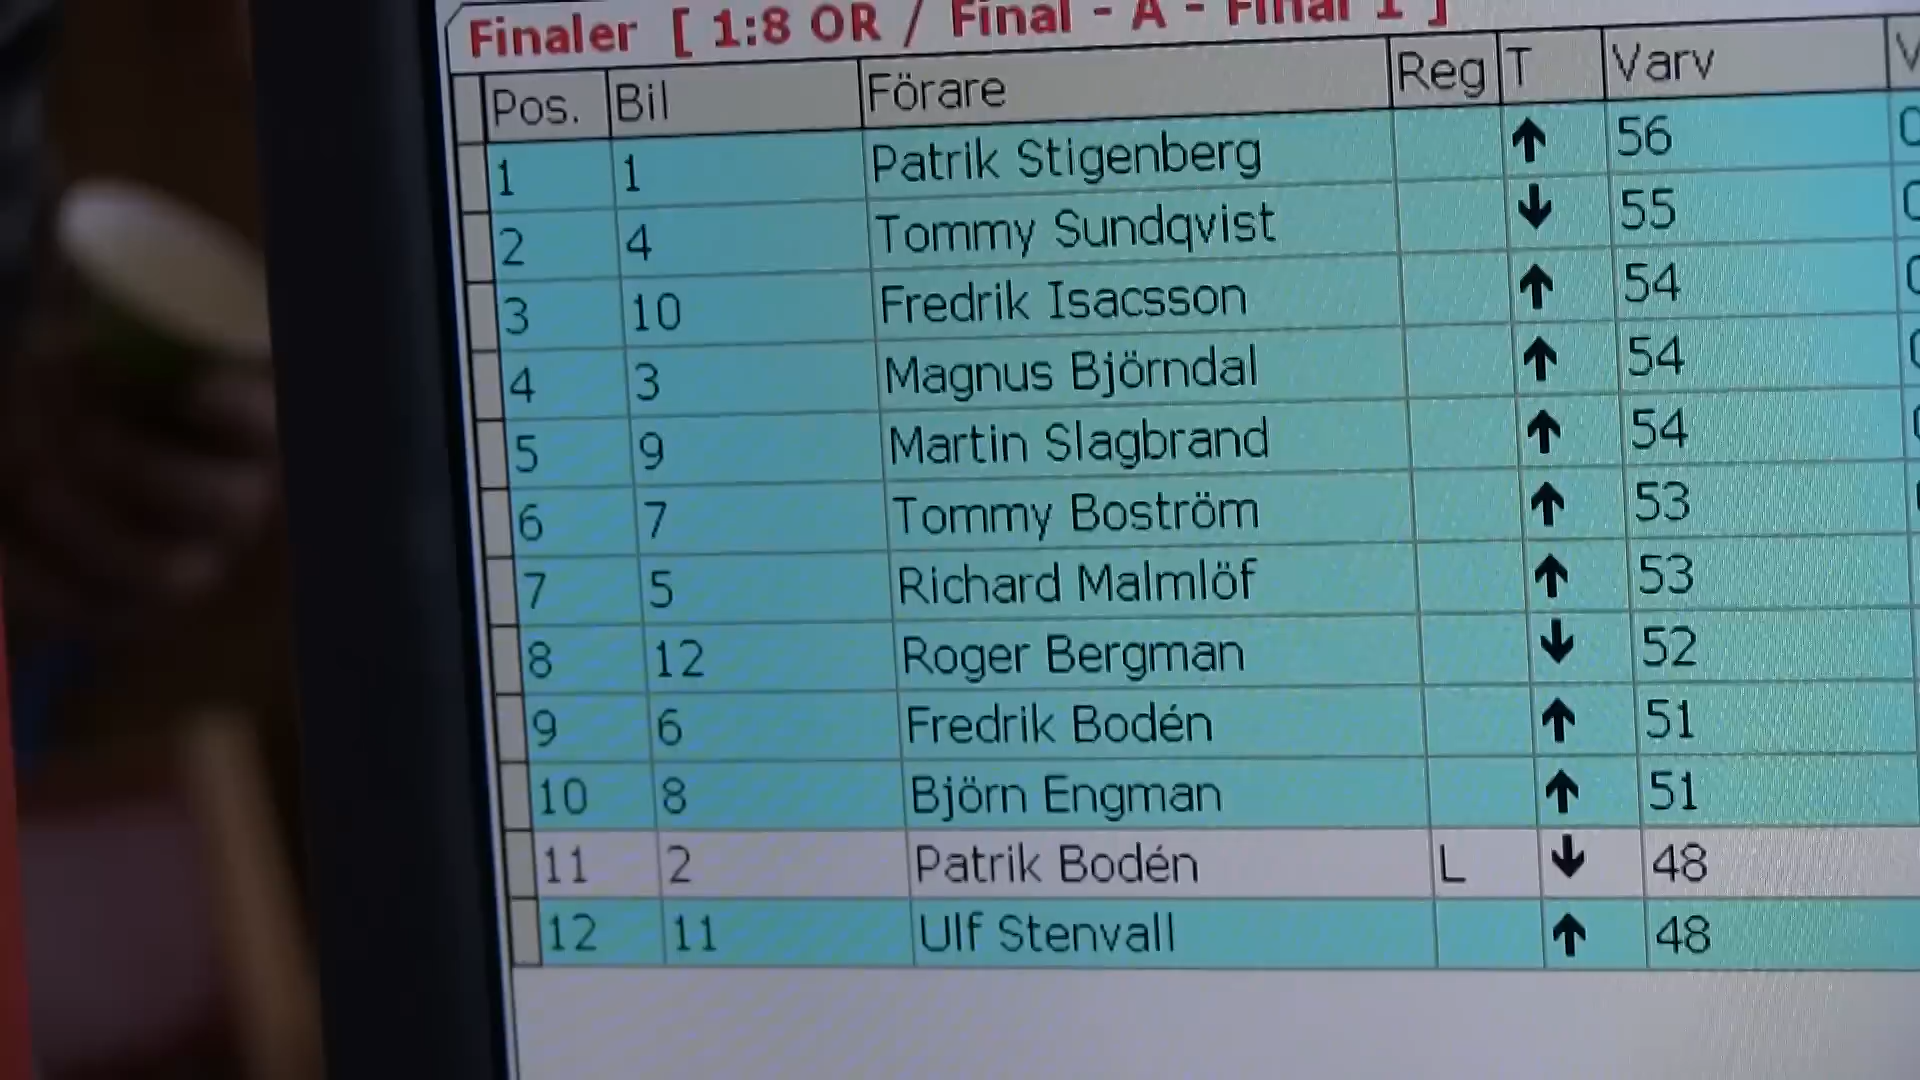 Finaler [ 1:8 OR / Final - A - Final 1 ]
Pos. Bil Förare Reg T Varv
1 1 Patrik Stigenberg ↑ 56
2 4 Tommy Sundqvist ↓ 55
3 10 Fredrik Isacsson ↑ 54
4 3 Magnus Björndal ↑ 54
5 9 Martin Slagbrand ↑ 54
6 7 Tommy Boström ↑ 53
7 5 Richard Malmlöf ↑ 53
8 12 Roger Bergman ↓ 52
9 6 Fredrik Bodén ↑ 51
10 8 Björn Engman ↑ 51
11 2 Patrik Bodén L ↓ 48
12 11 Ulf Stenvall ↑ 48